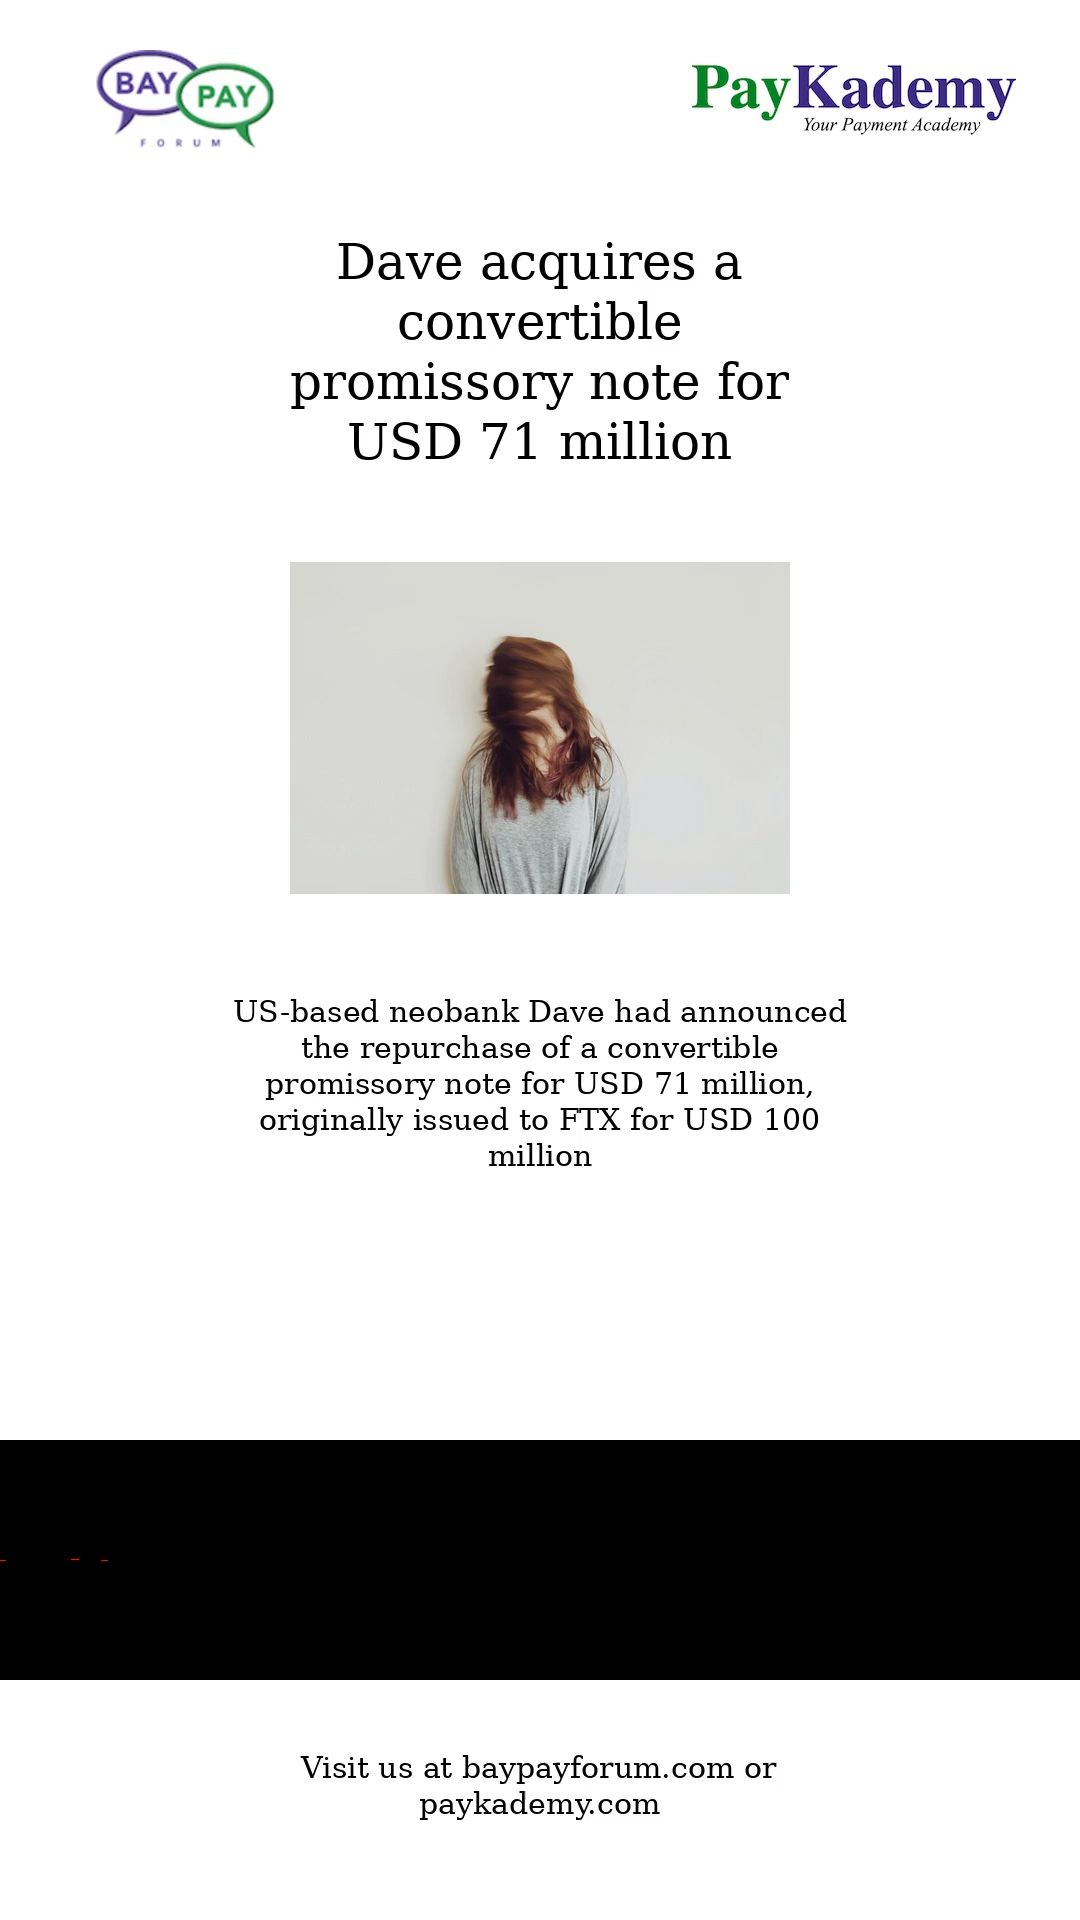 BAY PAY
FORUM
PayKademy
Your Payment Academy
Dave acquires a
convertible
promissory note for
USD 71 million
US-based neobank Dave had announced
the repurchase of a convertible
promissory note for USD 71 million,
originally issued to FTX for USD 100
million
Visit us at baypayforum.com or
paykademy.com